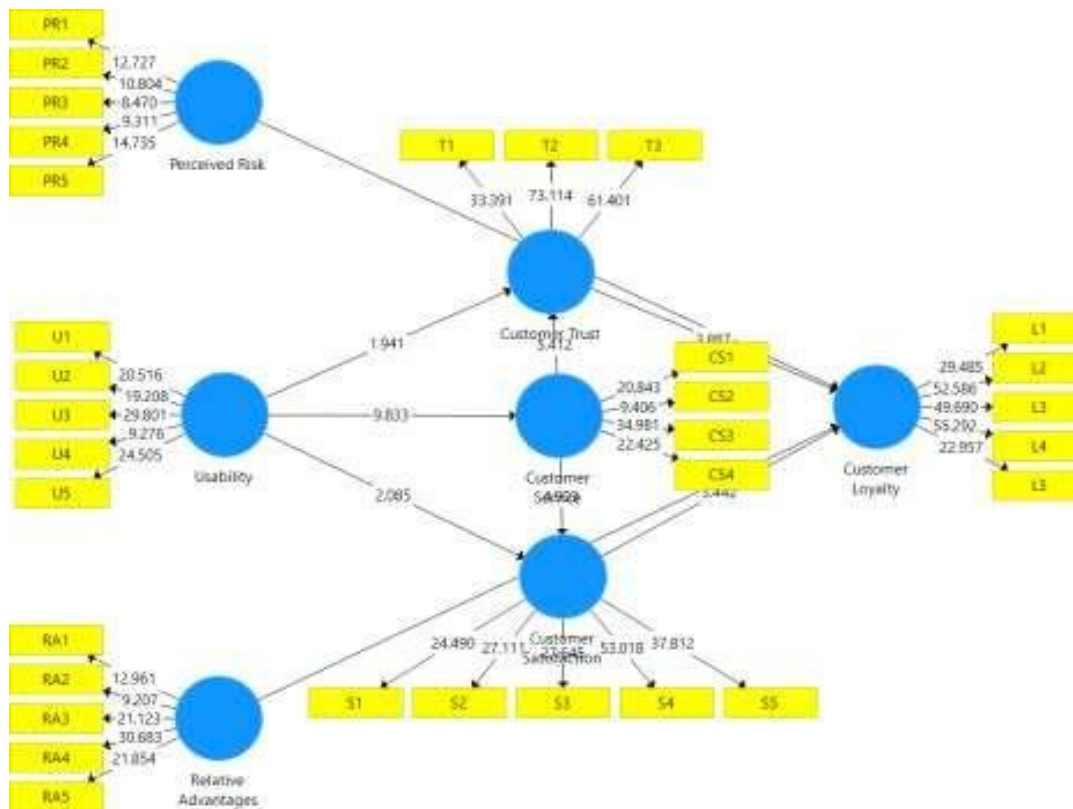 PR1
PR2
PR3
PR4
PR5
12.727
10.804
8.470
9.311
14.735
Perceived Risk
T1
T2
T3
33.391
73.114
61.401
Customer Trust
U1
U2
U3
U4
U5
20.516
19.208
29.801
9.276
24.505
Usability
1.941
9.833
2.085
CS1
CS2
CS3
CS4
20.843
9.406
34.981
22.425
Customer
Service
L1
L2
L3
L4
L5
29.485
52.586
49.690
55.292
22.957
Customer
Loyalty
Customer
Satisfaction
24.490
27.111
53.018
37.812
S1
S2
S3
S4
S5
RA1
RA2
RA3
RA4
RA5
12.961
9.207
21.123
30.683
21.854
Relative
Advantages